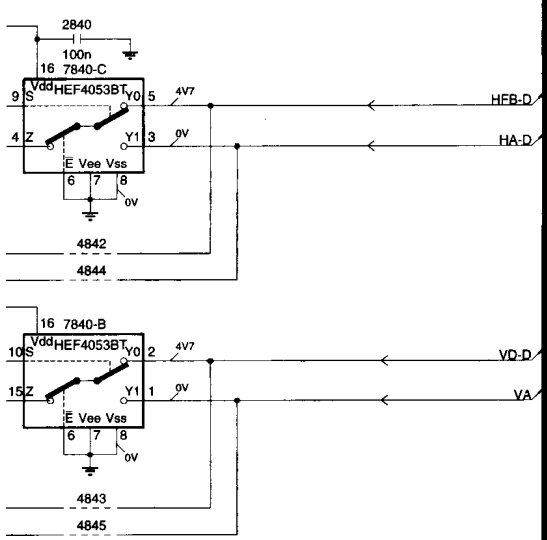 2840
100n
16 7840-C
Vdd HEF4053BT
9 S Y0 5 4V7 HFB-D
4 Z Y1 3 0V HA-D
E Vee Vss
6 7 8 0V
4842
4844
16 7840-B
Vdd HEF4053BT
10 S Y0 2 4V7 VD-D
15 Z Y1 1 0V VA
E Vee Vss
6 7 8 0V
4843
4845